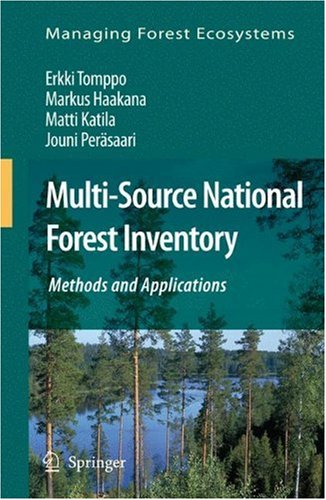 Managing Forest Ecosystems
Erkki Tomppo
Markus Haakana
Matti Katila
Jouni Peräsaari
Multi-Source National
Forest Inventory
Methods and Applications
Springer